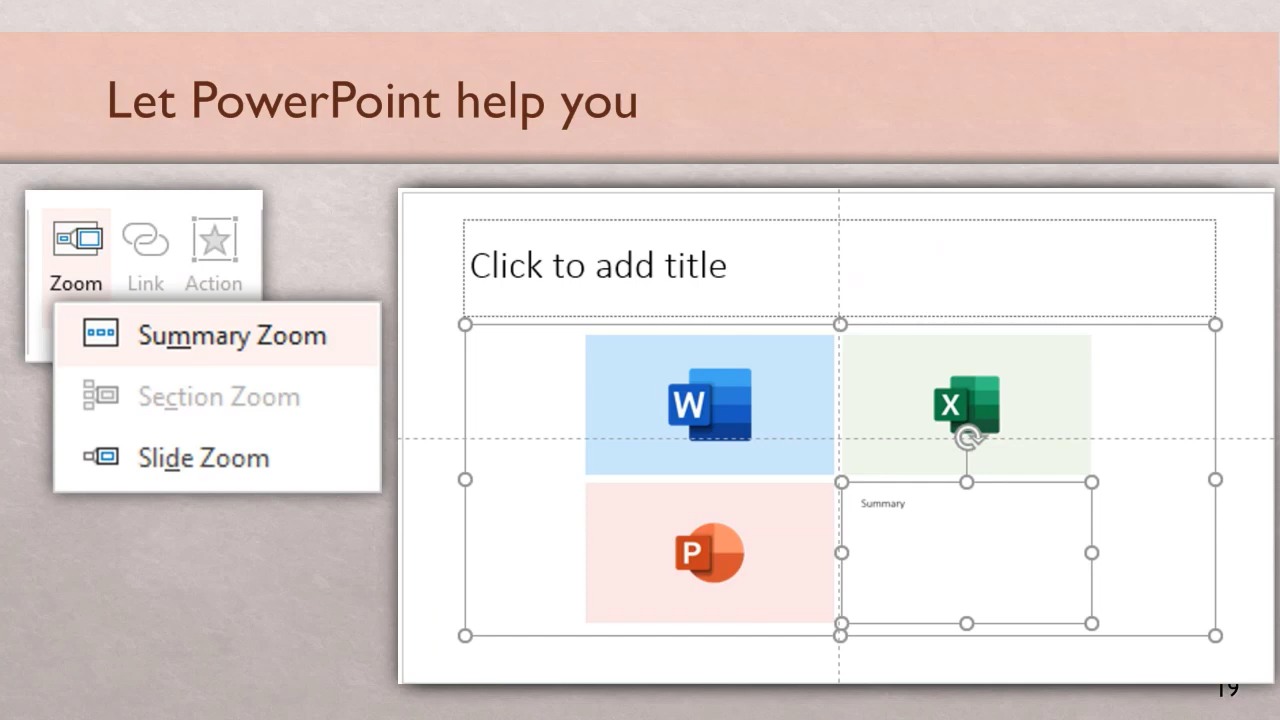 Let PowerPoint help you
Zoom
Link
Action
Summary Zoom
Section Zoom
Slide Zoom
Click to add title
W
X
P
Summary
19